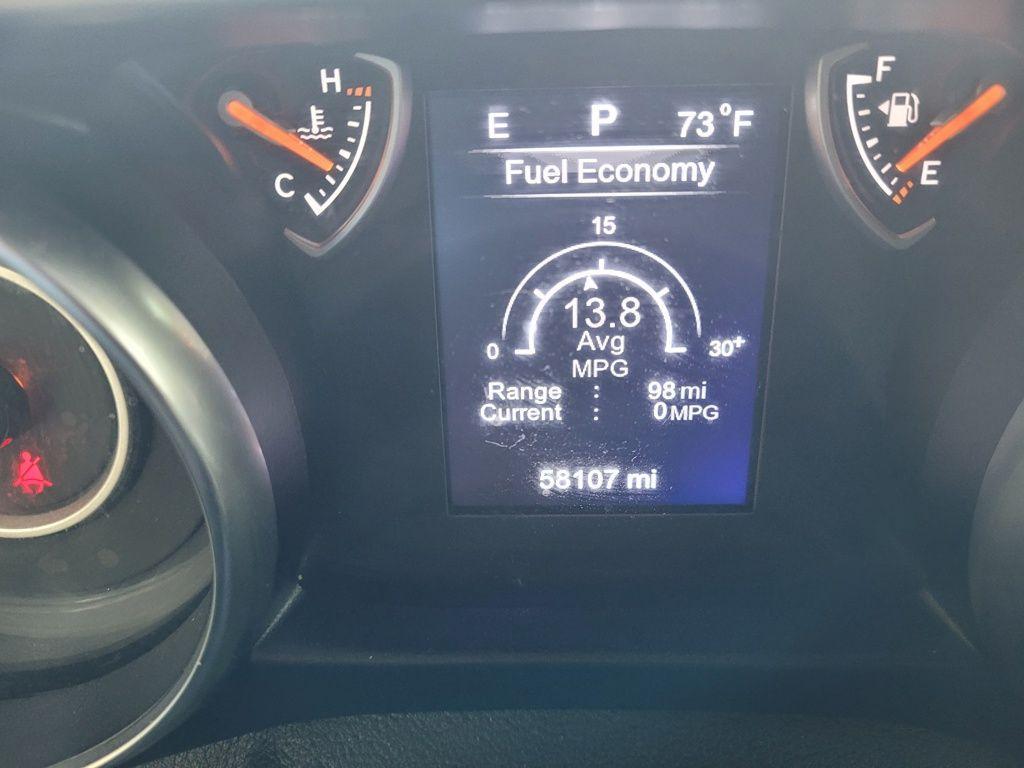 H
C
E P 73°F
Fuel Economy
15
13.8
Avg
MPG
0 30+
Range : 98 mi
Current : 0 MPG
58107 mi
F
E